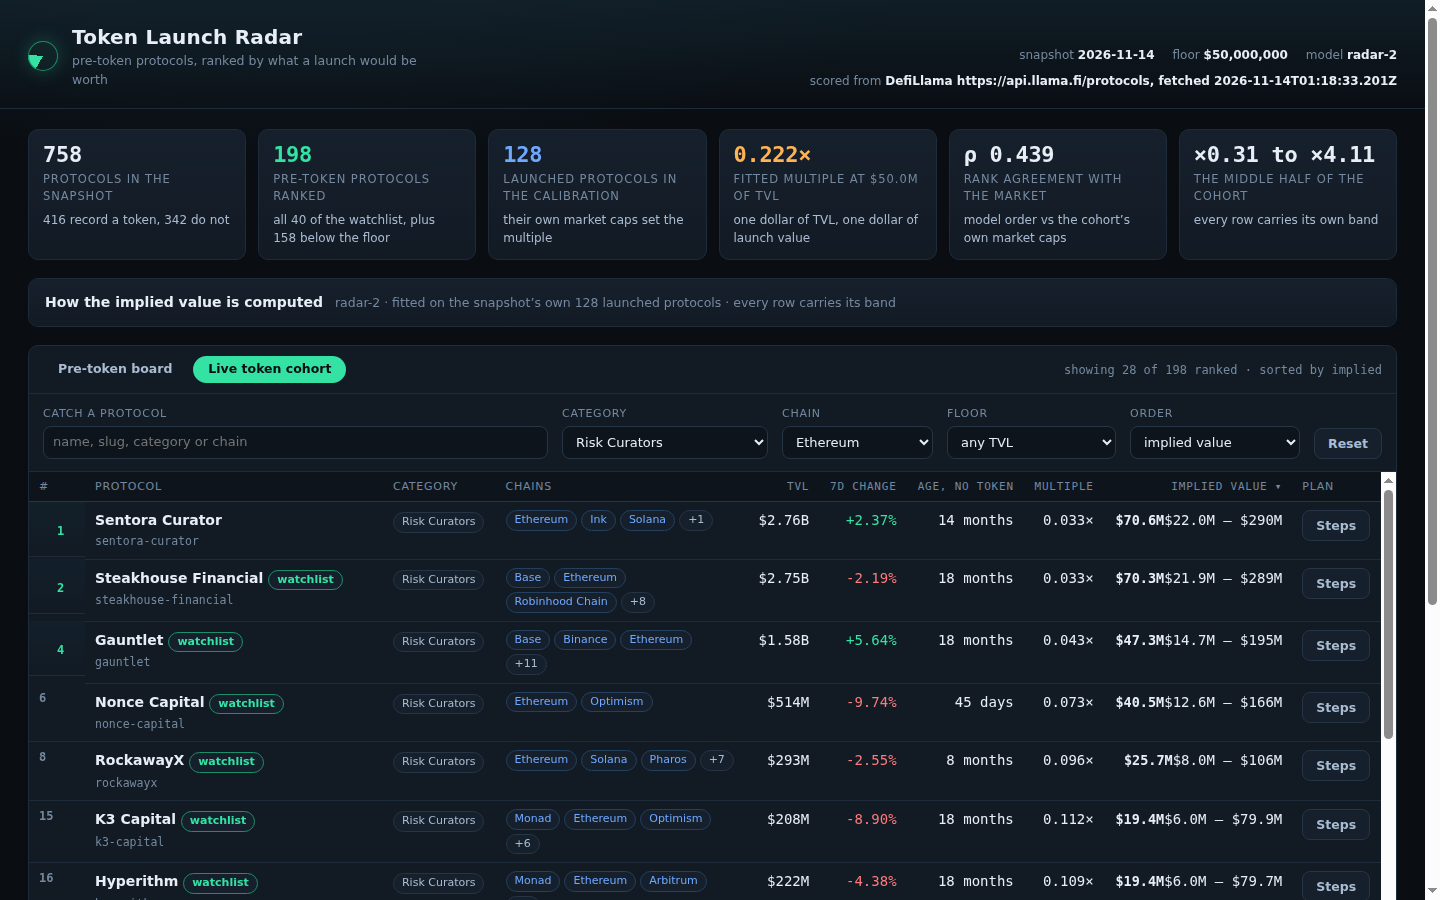 Token Launch Radar
pre-token protocols, ranked by what a launch would be
worth
snapshot 2026-11-14 floor $50,000,000 model radar-2
scored from DefiLlama https://api.llama.fi/protocols, fetched 2026-11-14T01:18:33.201Z
758
PROTOCOLS IN THE
SNAPSHOT
416 record a token, 342 do not
198
PRE-TOKEN PROTOCOLS
RANKED
all 40 of the watchlist, plus
158 below the floor
128
LAUNCHED PROTOCOLS IN
THE CALIBRATION
their own market caps set the
multiple
0.222×
FITTED MULTIPLE AT $50.0M
OF TVL
one dollar of TVL, one dollar of
launch value
ρ 0.439
RANK AGREEMENT WITH
THE MARKET
model order vs the cohort's
own market caps
×0.31 to ×4.11
THE MIDDLE HALF OF THE
COHORT
every row carries its own band
How the implied value is computed radar-2 · fitted on the snapshot's own 128 launched protocols · every row carries its band
Pre-token board Live token cohort showing 28 of 198 ranked · sorted by implied
CATCH A PROTOCOL CATEGORY CHAIN FLOOR ORDER
name, slug, category or chain Risk Curators Ethereum any TVL implied value Reset
# PROTOCOL CATEGORY CHAINS TVL 7D CHANGE AGE, NO TOKEN MULTIPLE IMPLIED VALUE ▾ PLAN
1 Sentora Curator Risk Curators Ethereum Ink Solana +1 $2.76B +2.37% 14 months 0.033× $70.6M$22.0M — $290M Steps
sentora-curator
2 Steakhouse Financial watchlist Risk Curators Base Ethereum $2.75B -2.19% 18 months 0.033× $70.3M$21.9M — $289M Steps
steakhouse-financial Robinhood Chain +8
4 Gauntlet watchlist Risk Curators Base Binance Ethereum $1.58B +5.64% 18 months 0.043× $47.3M$14.7M — $195M Steps
gauntlet +11
6 Nonce Capital watchlist Risk Curators Ethereum Optimism $514M -9.74% 45 days 0.073× $40.5M$12.6M — $166M Steps
nonce-capital
8 RockawayX watchlist Risk Curators Ethereum Solana Pharos +7 $293M -2.55% 8 months 0.096× $25.7M$8.0M — $106M Steps
rockawayx
15 K3 Capital watchlist Risk Curators Monad Ethereum Optimism $208M -8.90% 18 months 0.112× $19.4M$6.0M — $79.9M Steps
k3-capital +6
16 Hyperithm watchlist Risk Curators Monad Ethereum Arbitrum $222M -4.38% 18 months 0.109× $19.4M$6.0M — $79.7M Steps